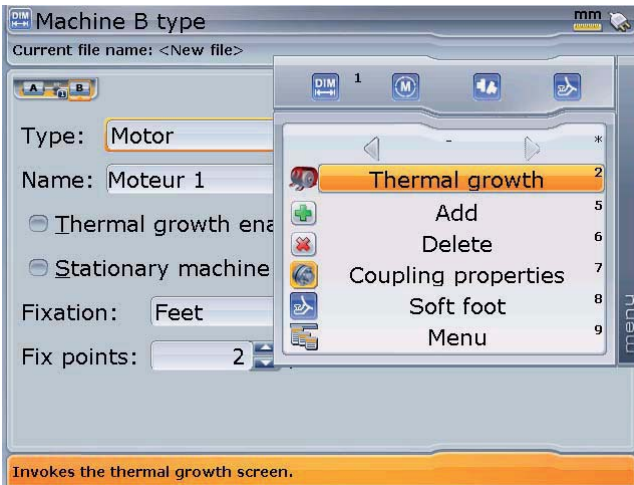 DIM Machine B type mm
Current file name: <New file>
A B
DIM 1 M
Type: Motor
- *
Name: Moteur 1
Thermal growth 2
Thermal growth ena
Add 5
Delete 6
Stationary machine
Coupling properties 7
Fixation: Feet
Soft foot 8
Menu 9
menu
Fix points: 2
Invokes the thermal growth screen.